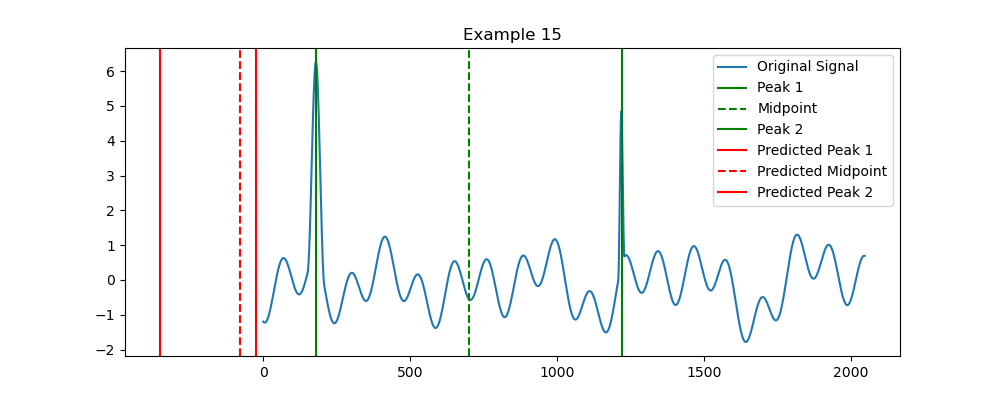 Example 15
Original Signal
Peak 1
Midpoint
Peak 2
Predicted Peak 1
Predicted Midpoint
Predicted Peak 2
6
5
4
3
2
1
0
−1
−2
0 500 1000 1500 2000